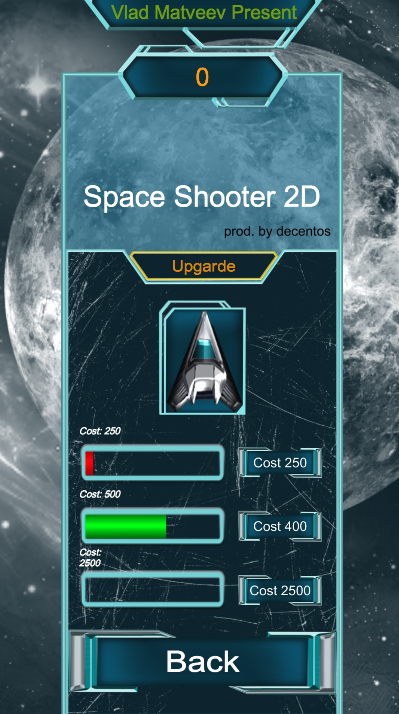 Vlad Matveev Present
0
Space Shooter 2D
prod. by decentos
Upgarde
Cost: 250
Cost 250
Cost: 500
Cost 400
Cost:
2500
Cost 2500
Back